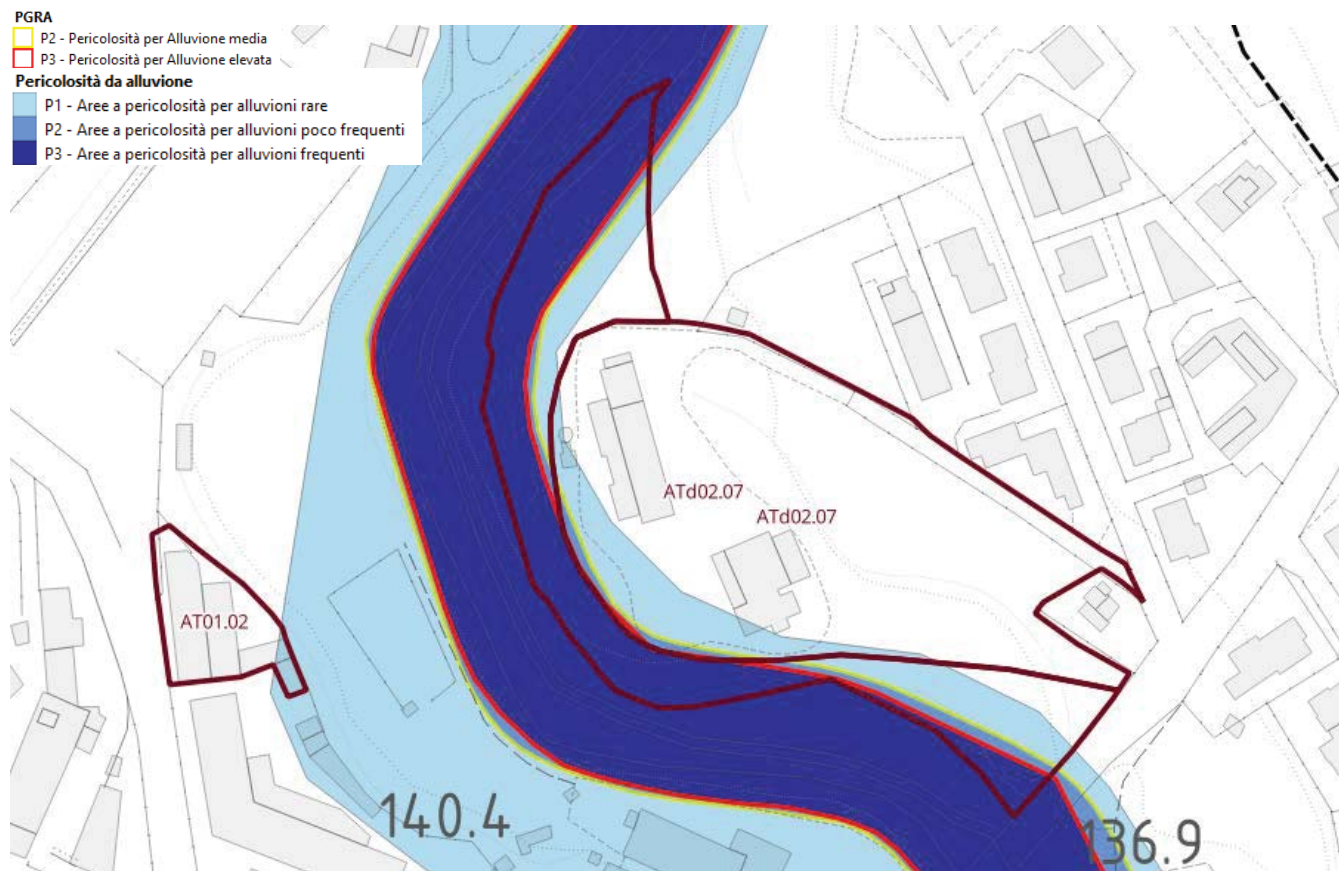 PGRA
P2 - Pericolosità per Alluvione media
P3 - Pericolosità per Alluvione elevata
Pericolosità da alluvione
P1 - Aree a pericolosità per alluvioni rare
P2 - Aree a pericolosità per alluvioni poco frequenti
P3 - Aree a pericolosità per alluvioni frequenti
ATd02.07
ATd02.07
AT01.02
140.4
136.9